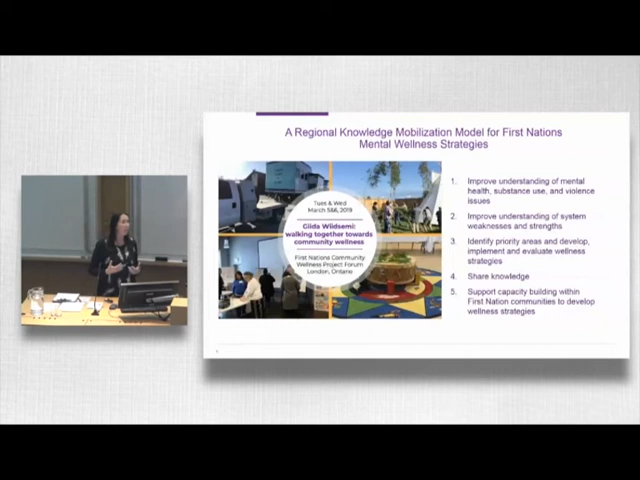 A Regional Knowledge Mobilization Model for First Nations
Mental Wellness Strategies
Tues & Wed
March 5&6, 2019
Giida Wiidsemi:
walking together towards
community wellness
First Nations Community
Wellness Project Forum
London, Ontario
1. Improve understanding of mental
health, substance use, and violence
issues
2. Improve understanding of system
weaknesses and strengths
3. Identify priority areas and develop,
implement and evaluate wellness
strategies
4. Share knowledge
5. Support capacity building within
First Nation communities to develop
wellness strategies